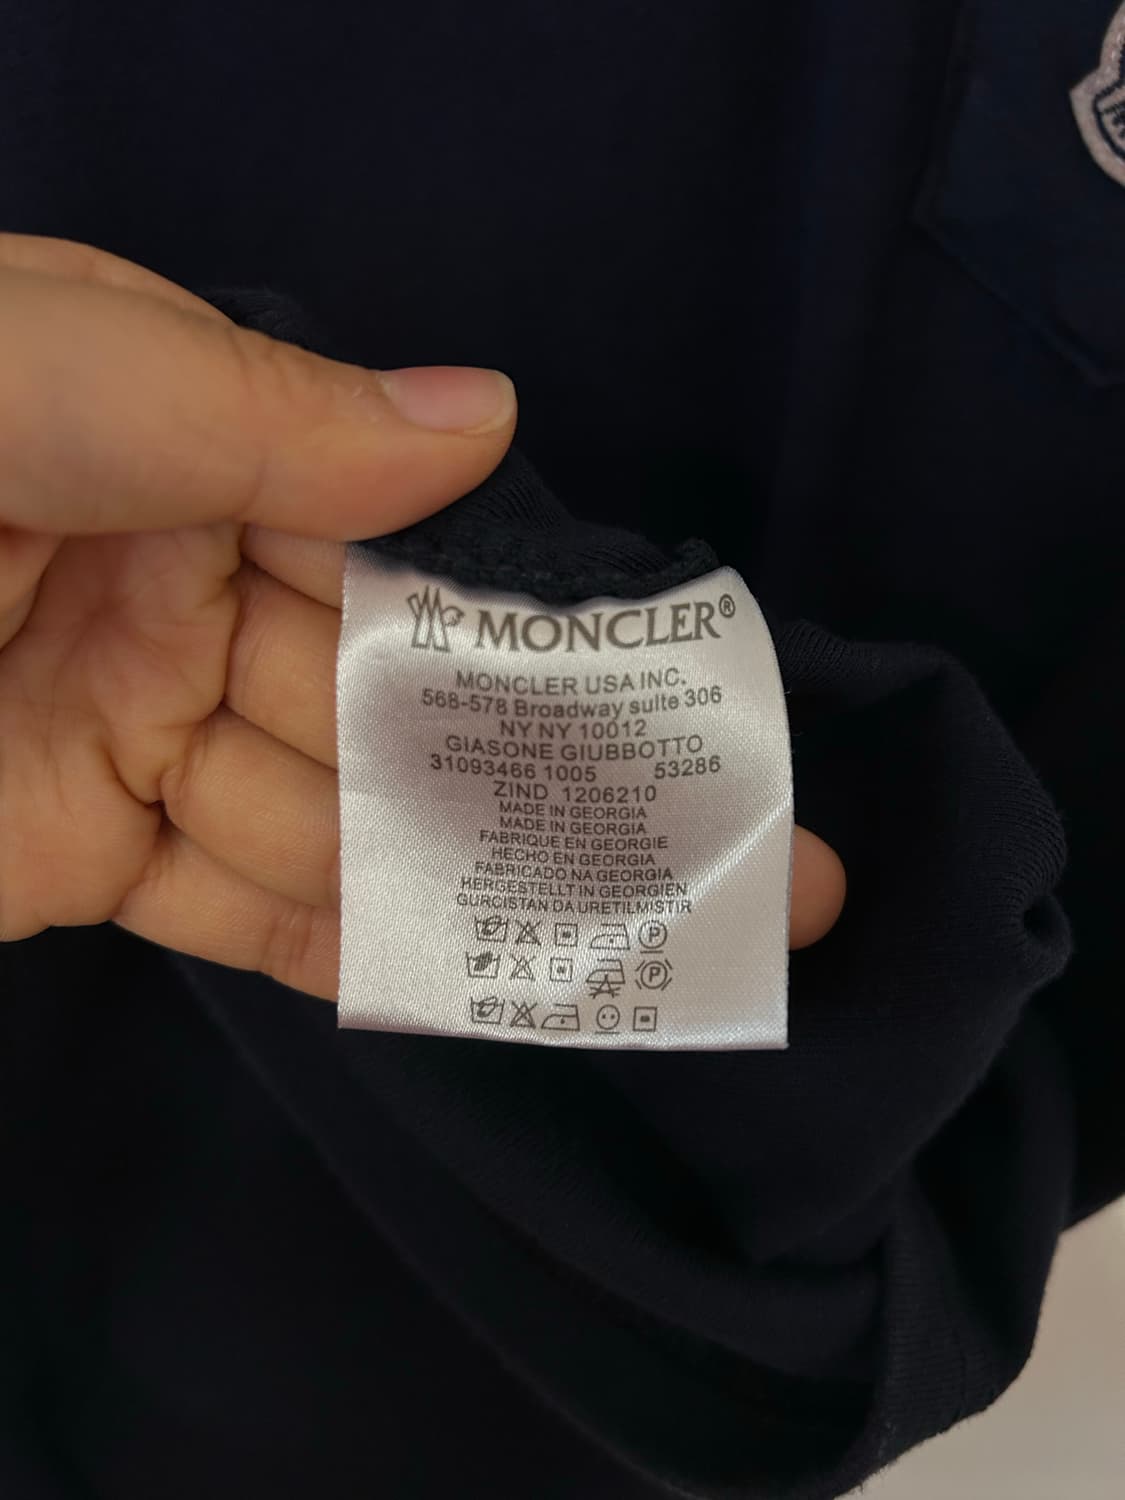 MONCLER®
MONCLER USA INC.
568-578 Broadway suite 306
NY NY 10012
GIASONE GIUBBOTTO
31093466 1005 53286
ZIND 1206210
MADE IN GEORGIA
MADE IN GEORGIA
FABRIQUE EN GEORGIE
HECHO EN GEORGIA
FABRICADO NA GEORGIA
HERGESTELLT IN GEORGIEN
GURCISTAN DA URETILMISTIR
P
P